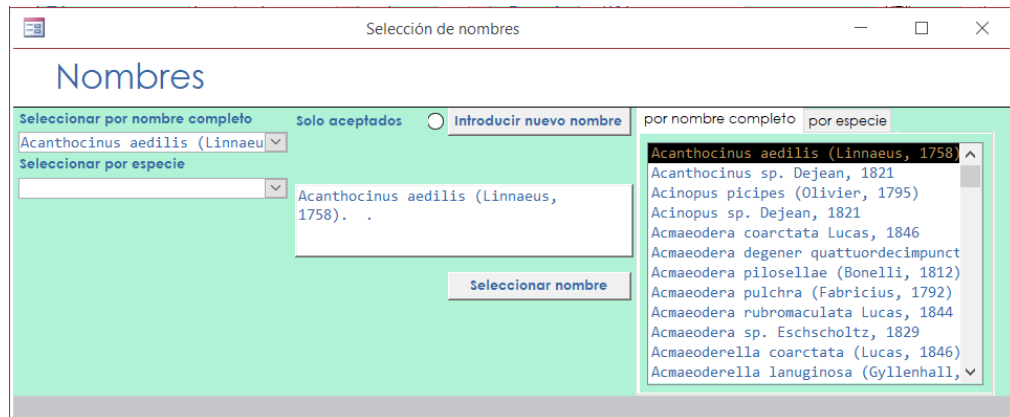 Selección de nombres
Nombres
Seleccionar por nombre completo
Acanthocinus aedilis (Linnaeu
Seleccionar por especie
Solo aceptados
Introducir nuevo nombre
Acanthocinus aedilis (Linnaeus,
1758).  .
Seleccionar nombre
por nombre completo
por especie
Acanthocinus aedilis (Linnaeus, 1758)
Acanthocinus sp. Dejean, 1821
Acinopus picipes (Olivier, 1795)
Acinopus sp. Dejean, 1821
Acmaeodera coarctata Lucas, 1846
Acmaeodera degener quattuordecimpunct
Acmaeodera pilosellae (Bonelli, 1812)
Acmaeodera pulchra (Fabricius, 1792)
Acmaeodera rubromaculata Lucas, 1844
Acmaeodera sp. Eschscholtz, 1829
Acmaeoderella coarctata (Lucas, 1846)
Acmaeoderella lanuginosa (Gyllenhall,